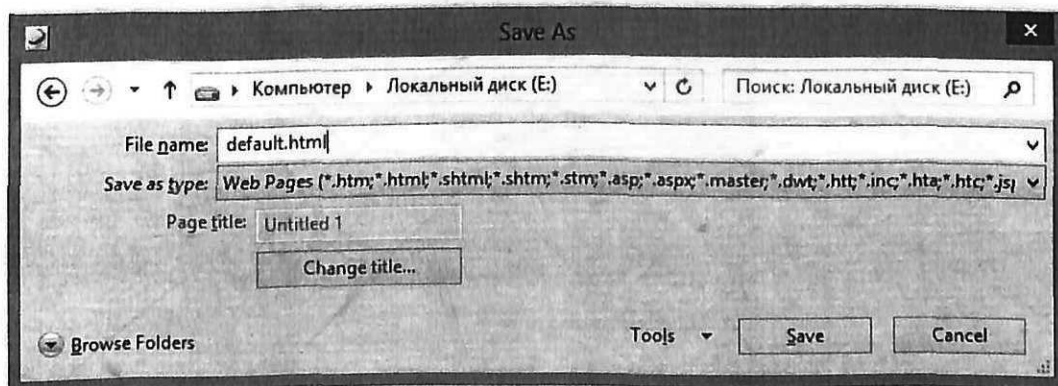 Save As
Компьютер Локальный диск (E:) Поиск: Локальный диск (E:)
File name: default.html
Save as type: Web Pages (*.htm;*.html;*.shtml;*.shtm;*.stm;*.asp;*.aspx;*.master;*.dwt;*.htt;*.inc;*.hta;*.htc;*.jsp
Page title: Untitled 1
Change title...
Browse Folders Tools Save Cancel